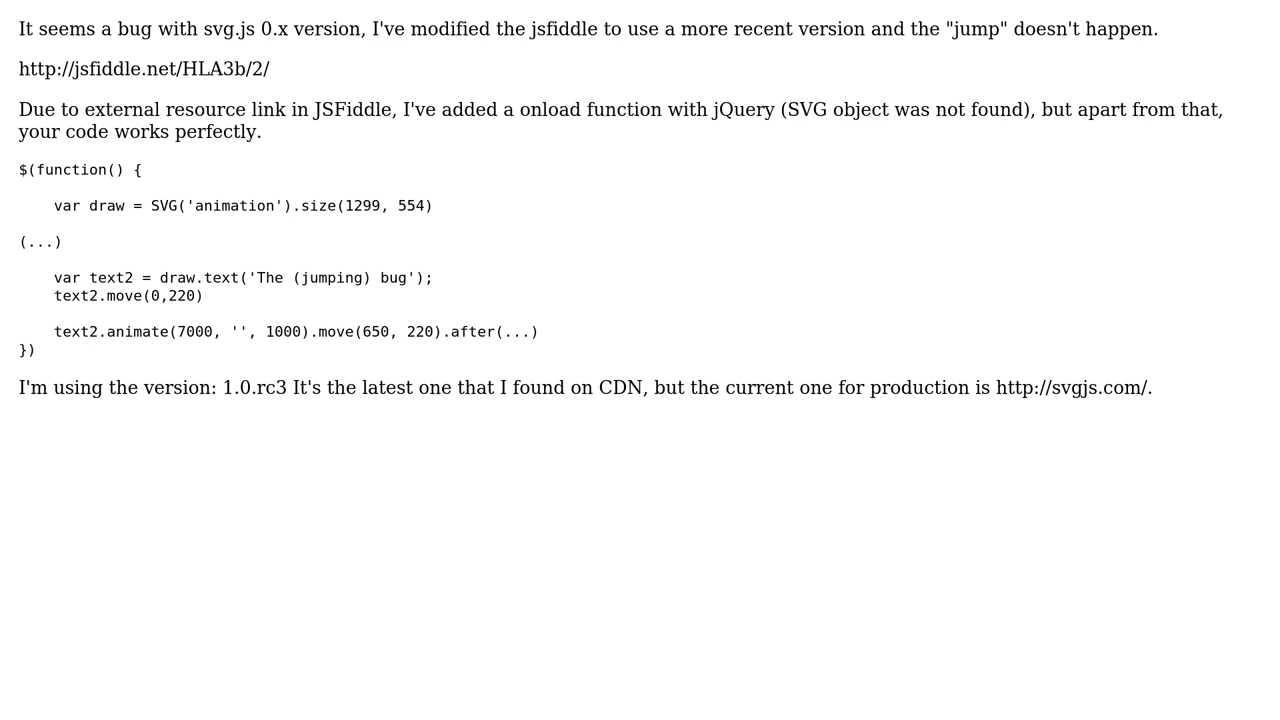 It seems a bug with svg.js 0.x version, I've modified the jsfiddle to use a more recent version and the "jump" doesn't happen.
http://jsfiddle.net/HLA3b/2/
Due to external resource link in JSFiddle, I've added a onload function with jQuery (SVG object was not found), but apart from that,
your code works perfectly.
$(function() {
    var draw = SVG('animation').size(1299, 554)
(...)
    var text2 = draw.text('The (jumping) bug');
    text2.move(0,220)
    text2.animate(7000, '', 1000).move(650, 220).after(...)
})
I'm using the version: 1.0.rc3 It's the latest one that I found on CDN, but the current one for production is http://svgjs.com/.